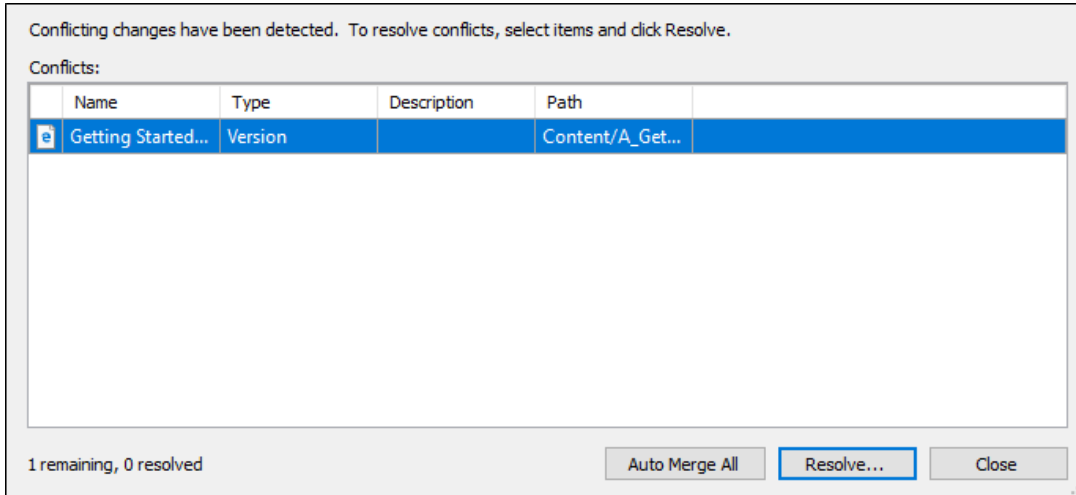 Conflicting changes have been detected.  To resolve conflicts, select items and click Resolve.
Conflicts:
Name Type Description Path
Getting Started... Version Content/A_Get...
1 remaining, 0 resolved Auto Merge All Resolve... Close